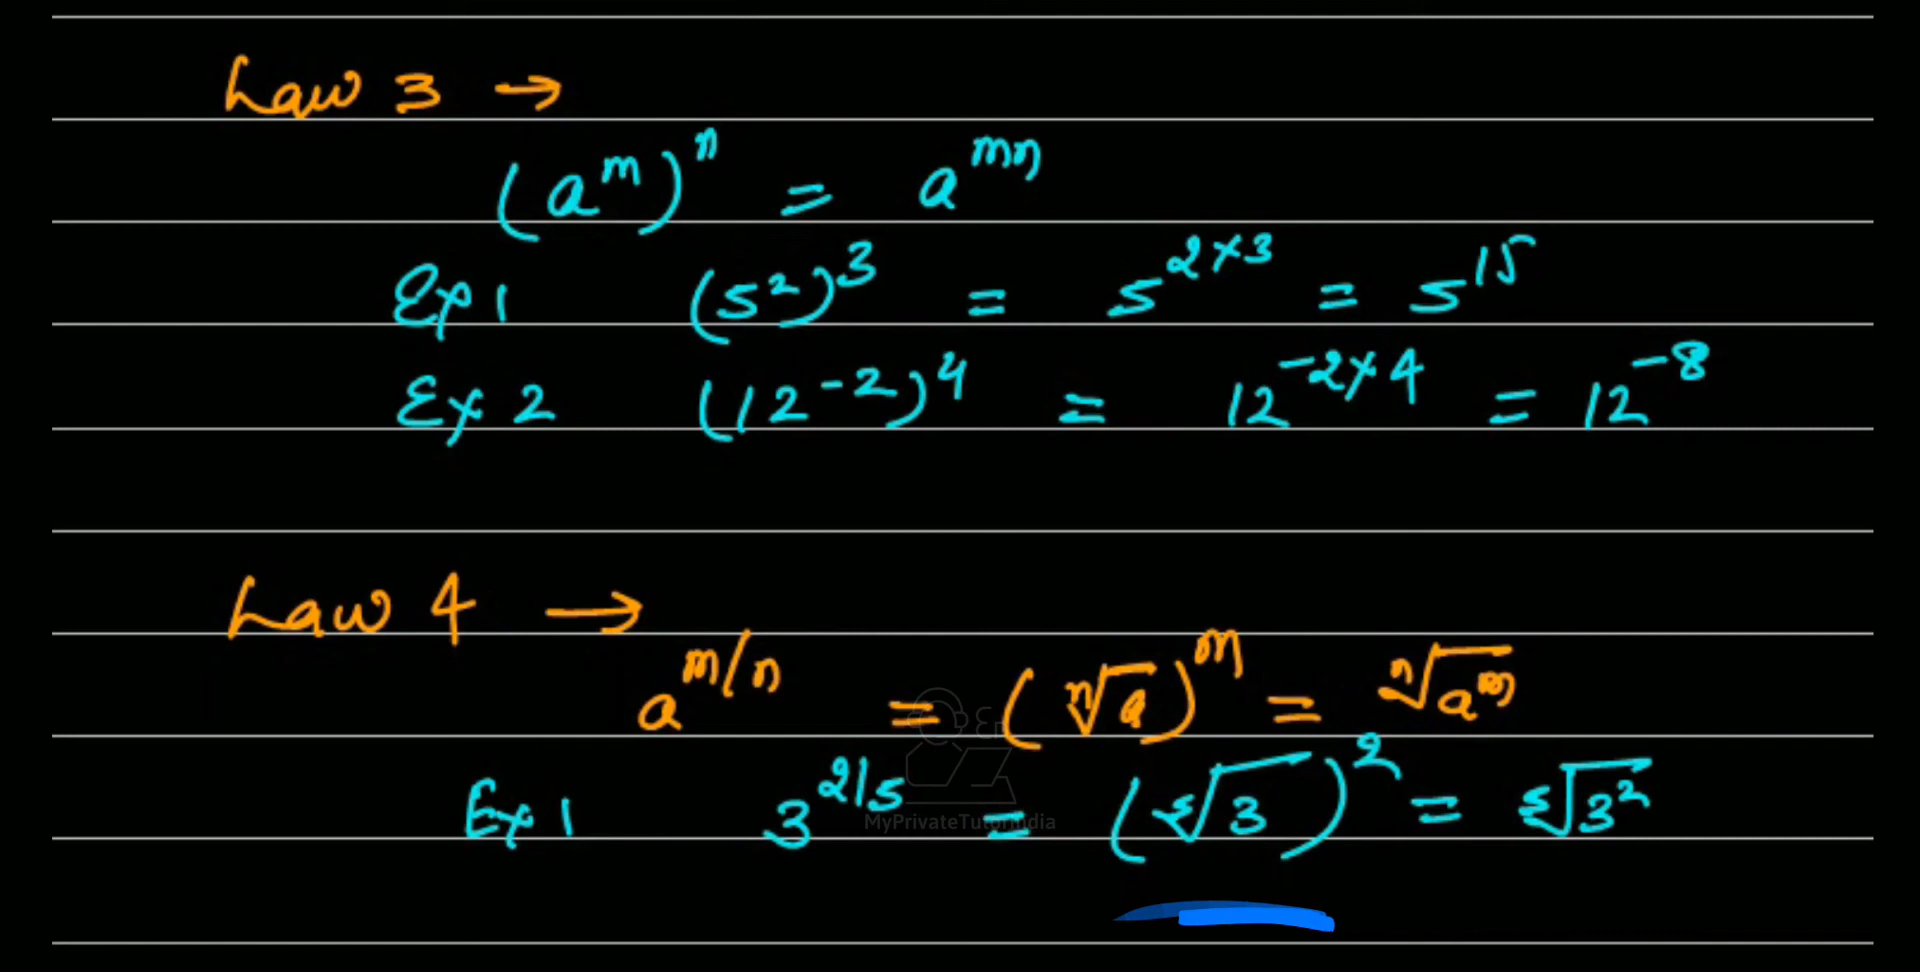 Law 3 →
(a^m)^n = a^mn
Ex 1 (5^2)^3 = 5^2×3 = 5^15
Ex 2 (12^-2)^4 = 12^-2×4 = 12^-8
Law 4 →
a^m/n = (ⁿ√a)^m = ⁿ√a^m
Ex 1 3^2/5 = (⁵√3)^2 = ⁵√3^2
MyPrivateTutorIndia